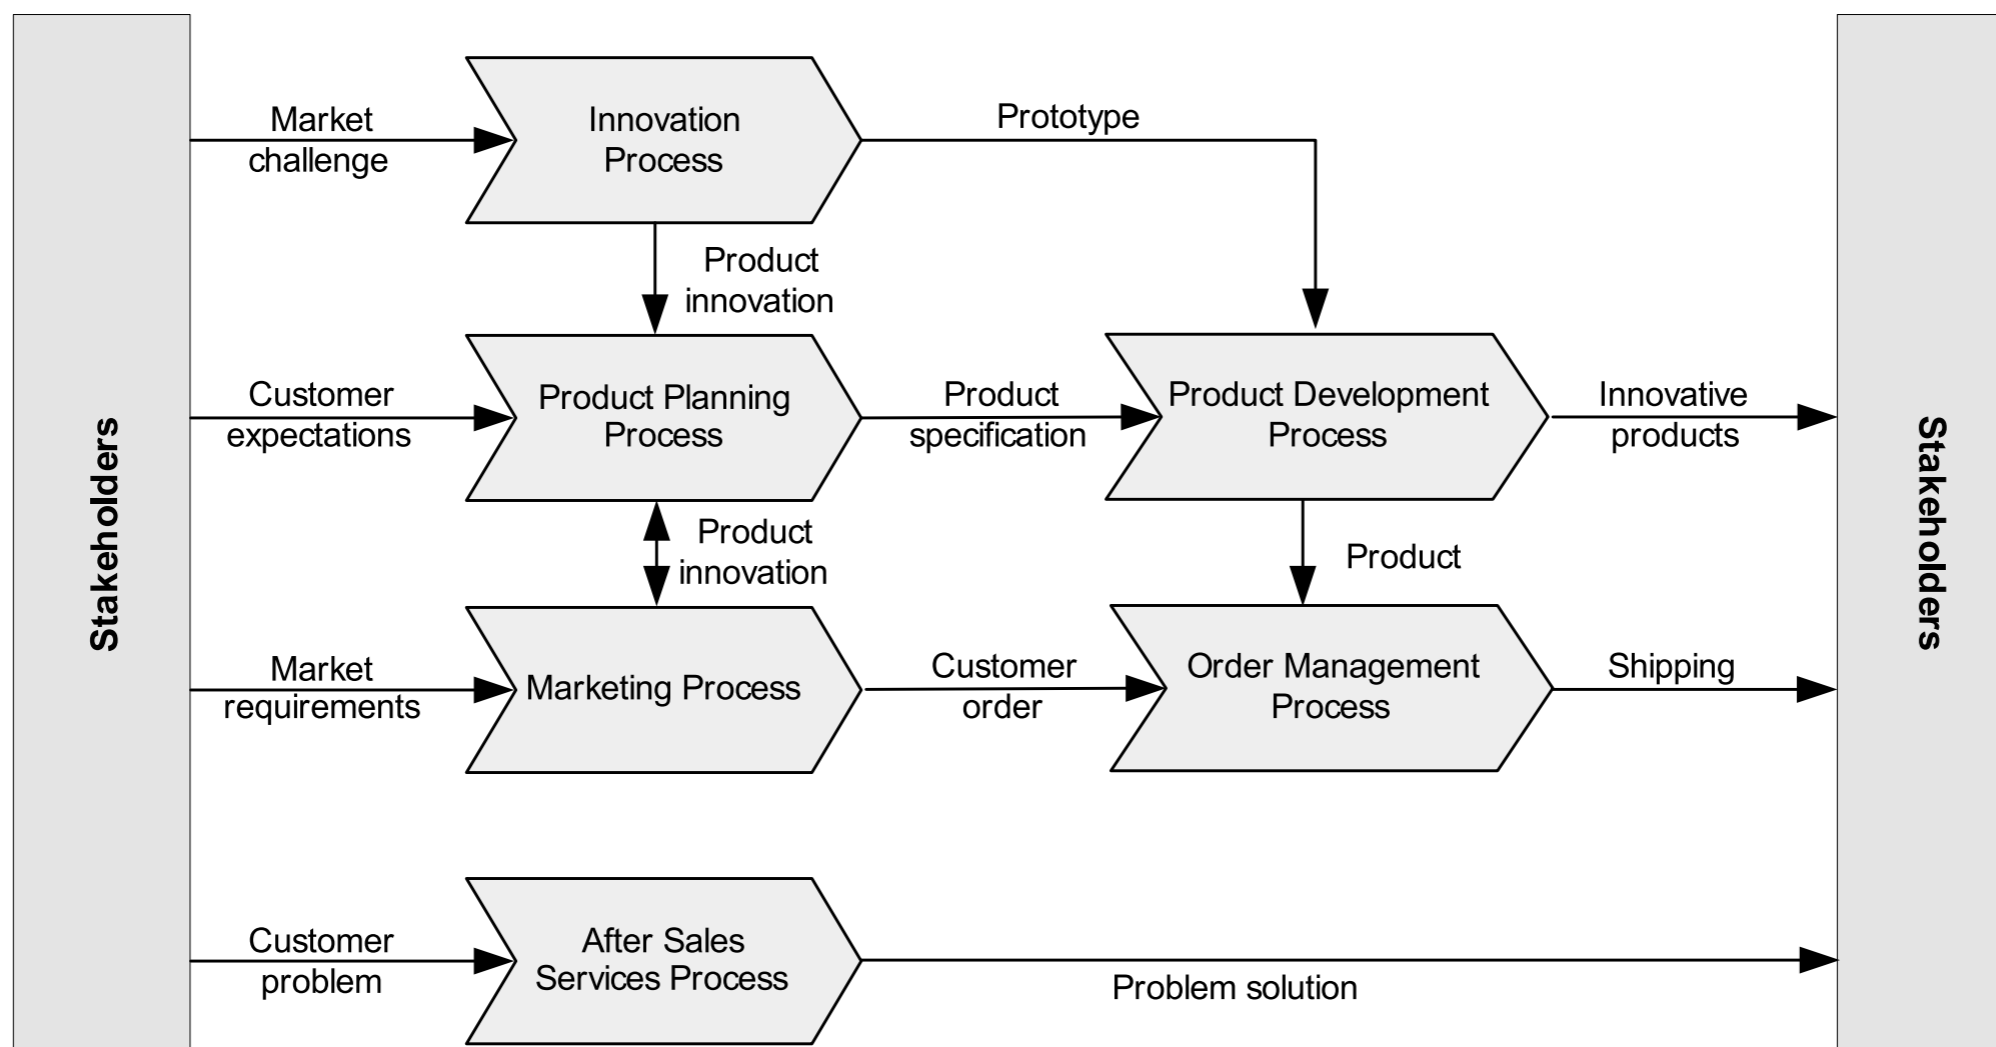 Stakeholders
Market
challenge
Innovation
Process
Prototype
Product
innovation
Customer
expectations
Product Planning
Process
Product
specification
Product Development
Process
Innovative
products
Product
innovation
Product
Market
requirements
Marketing Process
Customer
order
Order Management
Process
Shipping
Customer
problem
After Sales
Services Process
Problem solution
Stakeholders